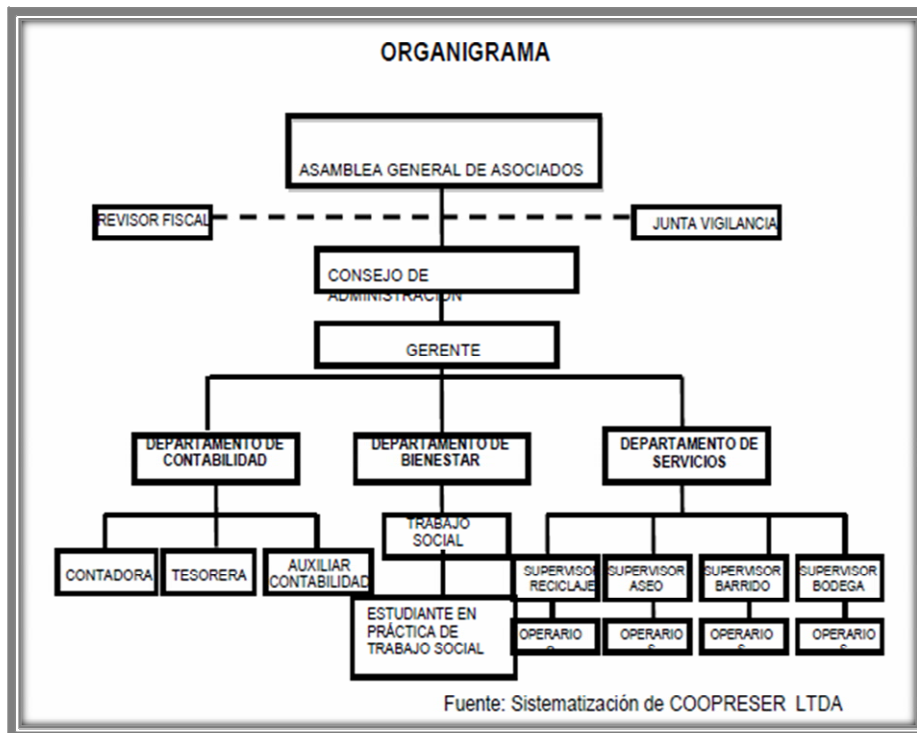 ORGANIGRAMA
ASAMBLEA GENERAL DE ASOCIADOS
REVISOR FISCAL
JUNTA VIGILANCIA
CONSEJO DE
ADMINISTRACIÓN
GERENTE
DEPARTAMENTO DE
CONTABILIDAD
DEPARTAMENTO DE
BIENESTAR
DEPARTAMENTO DE
SERVICIOS
CONTADORA
TESORERA
AUXILIAR
CONTABILIDAD
TRABAJO
SOCIAL
ESTUDIANTE EN
PRÁCTICA DE
TRABAJO SOCIAL
SUPERVISOR
RECICLAJE
SUPERVISOR
ASEO
SUPERVISOR
BARRIDO
SUPERVISOR
BODEGA
OPERARIO
S
OPERARIO
S
OPERARIO
S
OPERARIO
S
Fuente: Sistematización de COOPRESER LTDA